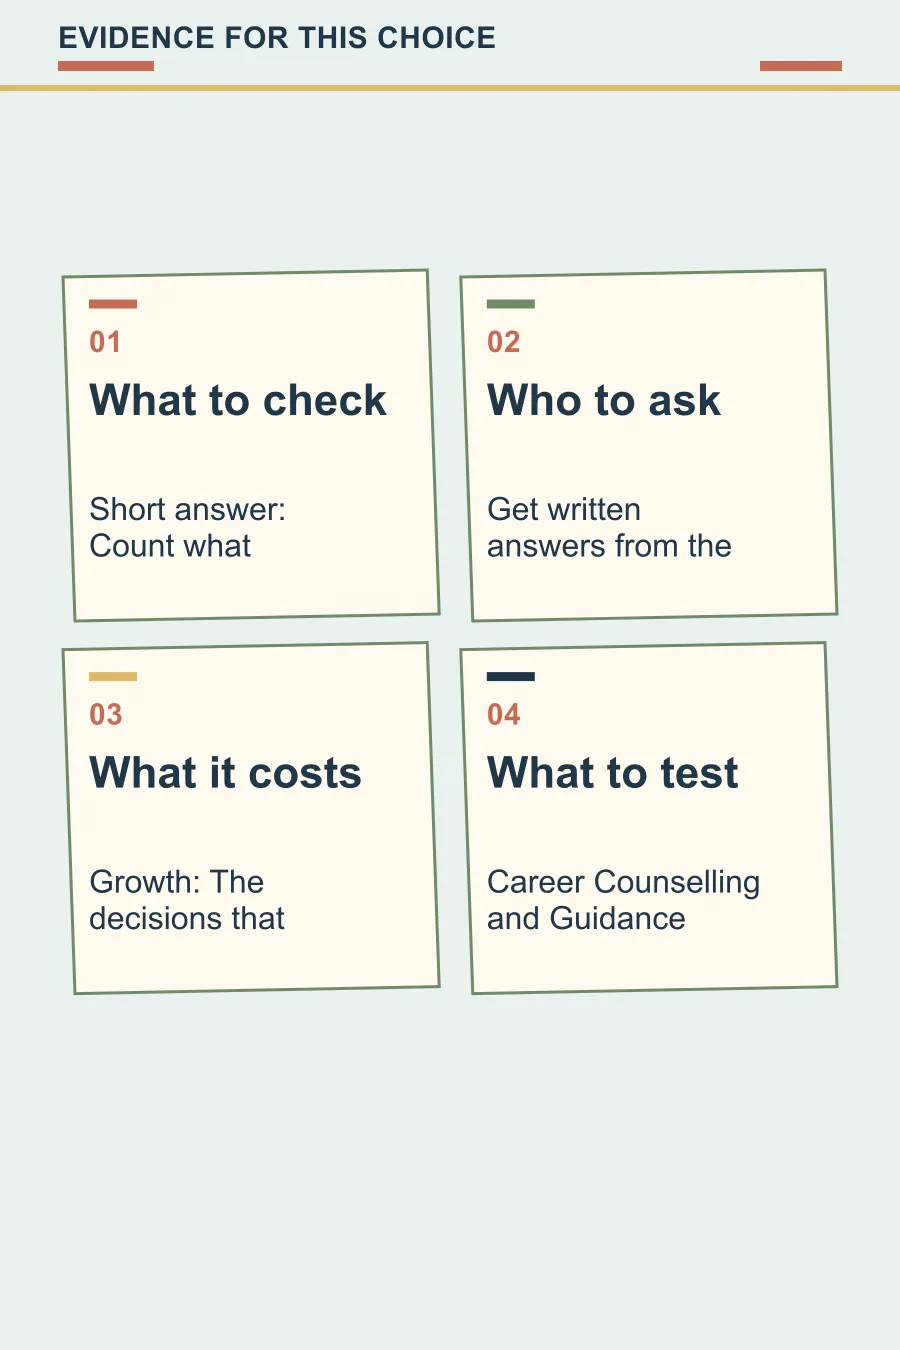 EVIDENCE FOR THIS CHOICE
01
What to check
Short answer:
Count what
02
Who to ask
Get written
answers from the
03
What it costs
Growth: The
decisions that
04
What to test
Career Counselling
and Guidance